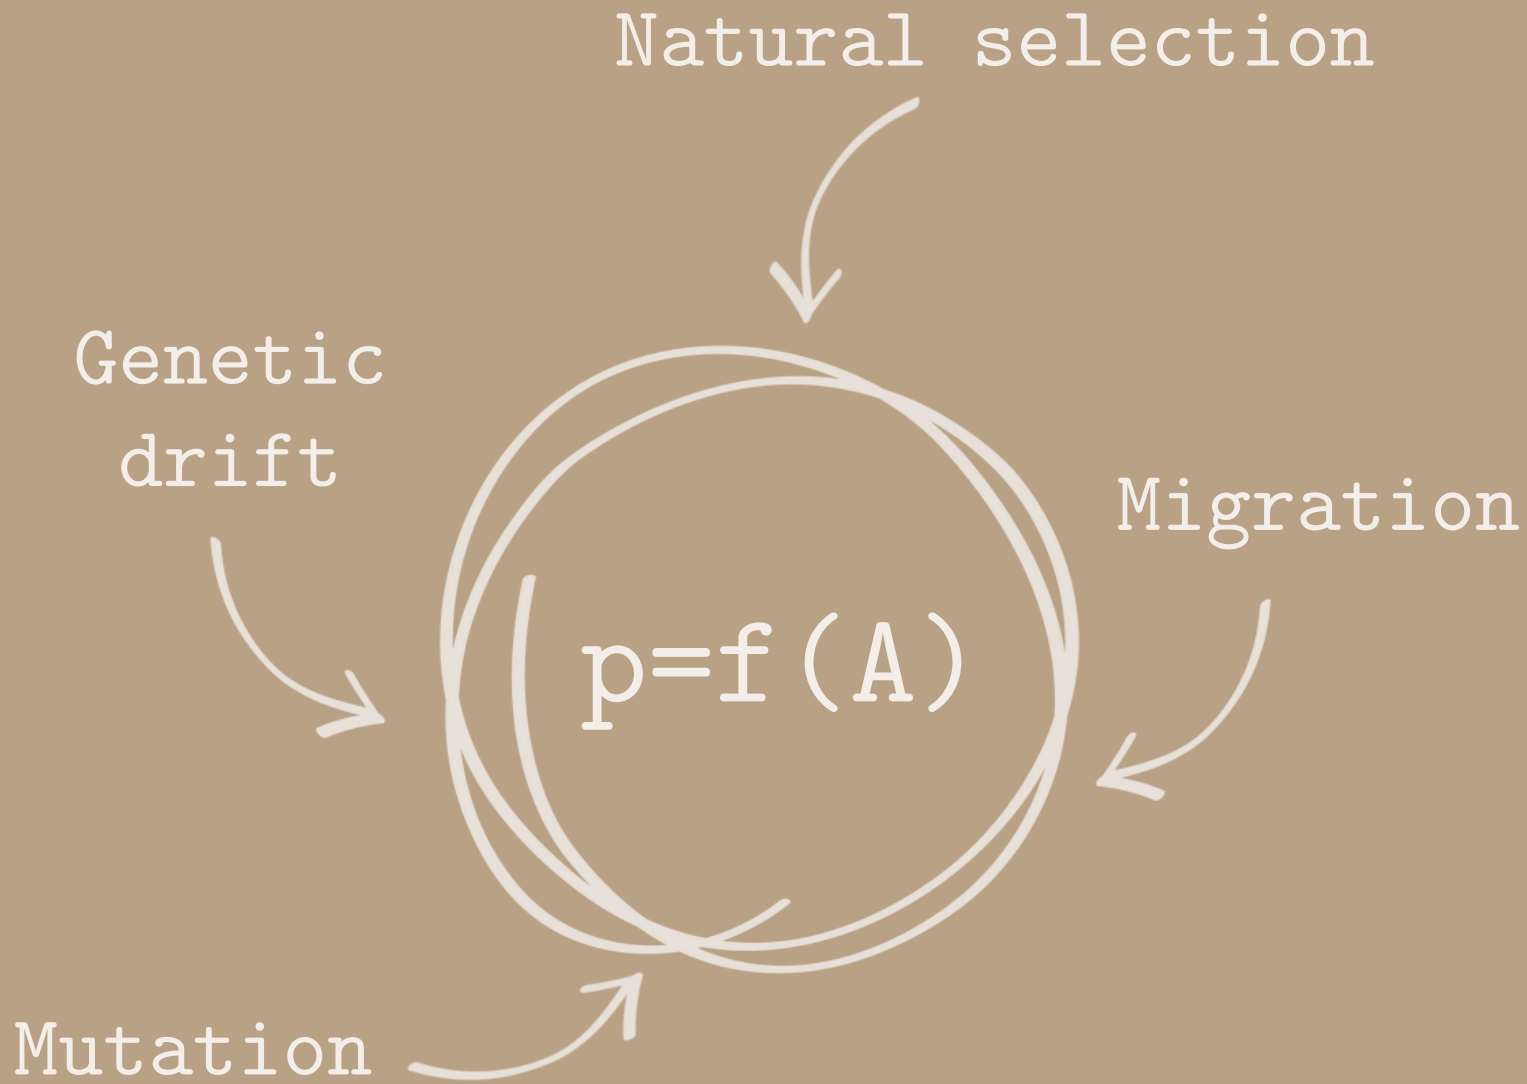 Natural selection
Genetic
drift
Migration
p=f(A)
Mutation